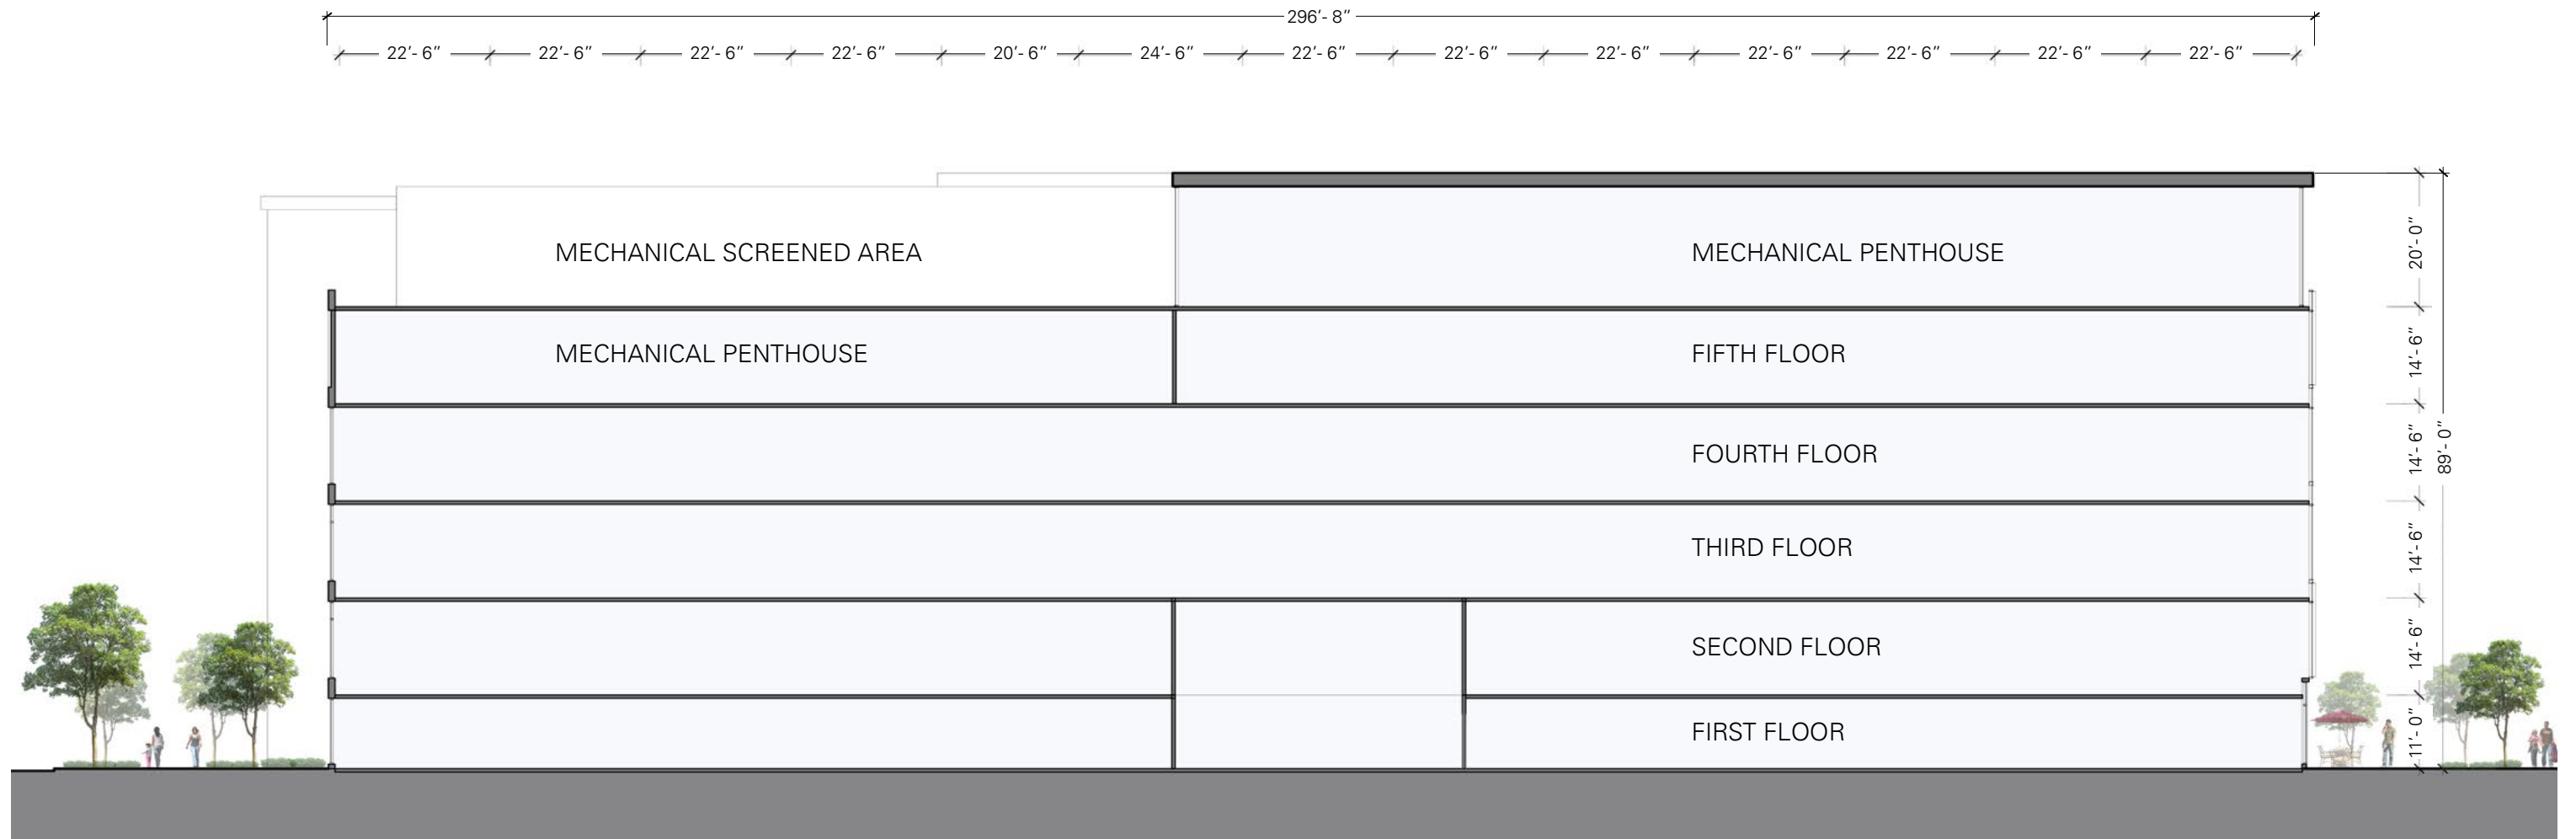 296’- 8”
22’- 6” 22’- 6” 22’- 6” 22’- 6” 20’- 6” 24’- 6” 22’- 6” 22’- 6” 22’- 6” 22’- 6” 22’- 6” 22’- 6” 22’- 6”
MECHANICAL SCREENED AREA MECHANICAL PENTHOUSE 20’- 0”
MECHANICAL PENTHOUSE FIFTH FLOOR 14’- 6”
FOURTH FLOOR 14’- 6” 89’- 0”
THIRD FLOOR 14’- 6”
SECOND FLOOR 14’- 6”
FIRST FLOOR 11’- 0”